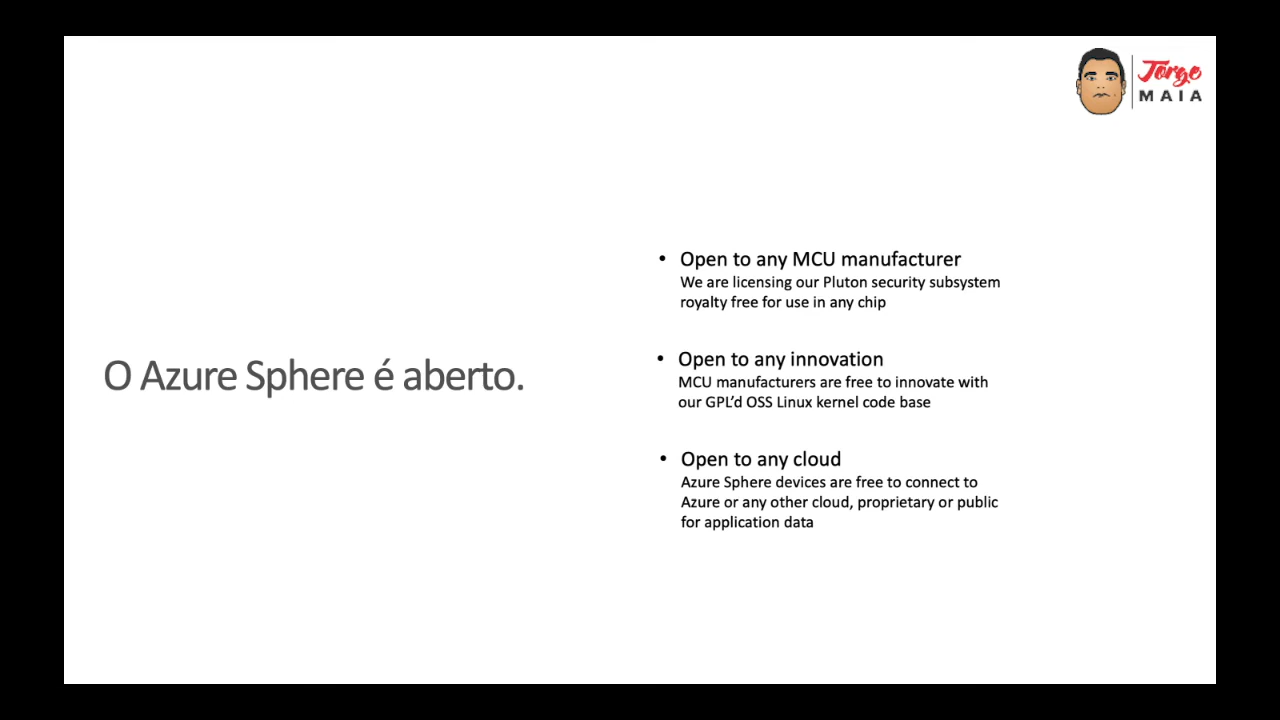 Jorge
MAIA
O Azure Sphere é aberto.
• Open to any MCU manufacturer
We are licensing our Pluton security subsystem
royalty free for use in any chip
• Open to any innovation
MCU manufacturers are free to innovate with
our GPL’d OSS Linux kernel code base
• Open to any cloud
Azure Sphere devices are free to connect to
Azure or any other cloud, proprietary or public
for application data